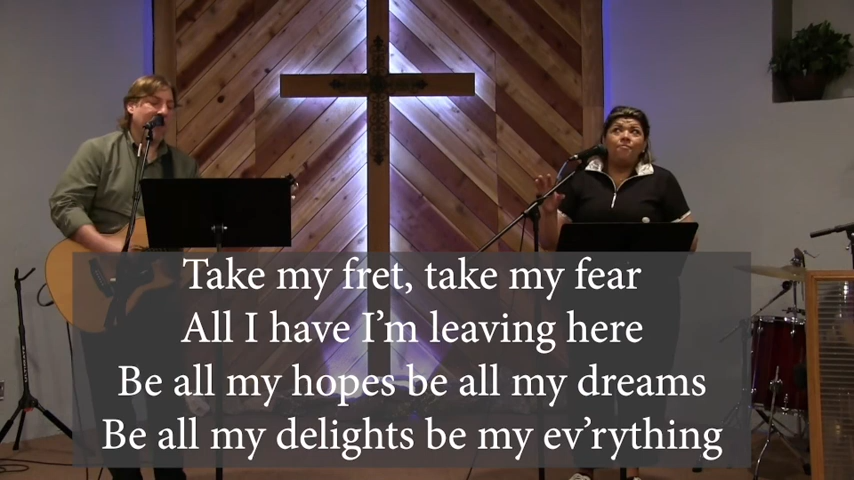 Take my fret, take my fear
All I have I’m leaving here
Be all my hopes be all my dreams
Be all my delights be my ev’rything